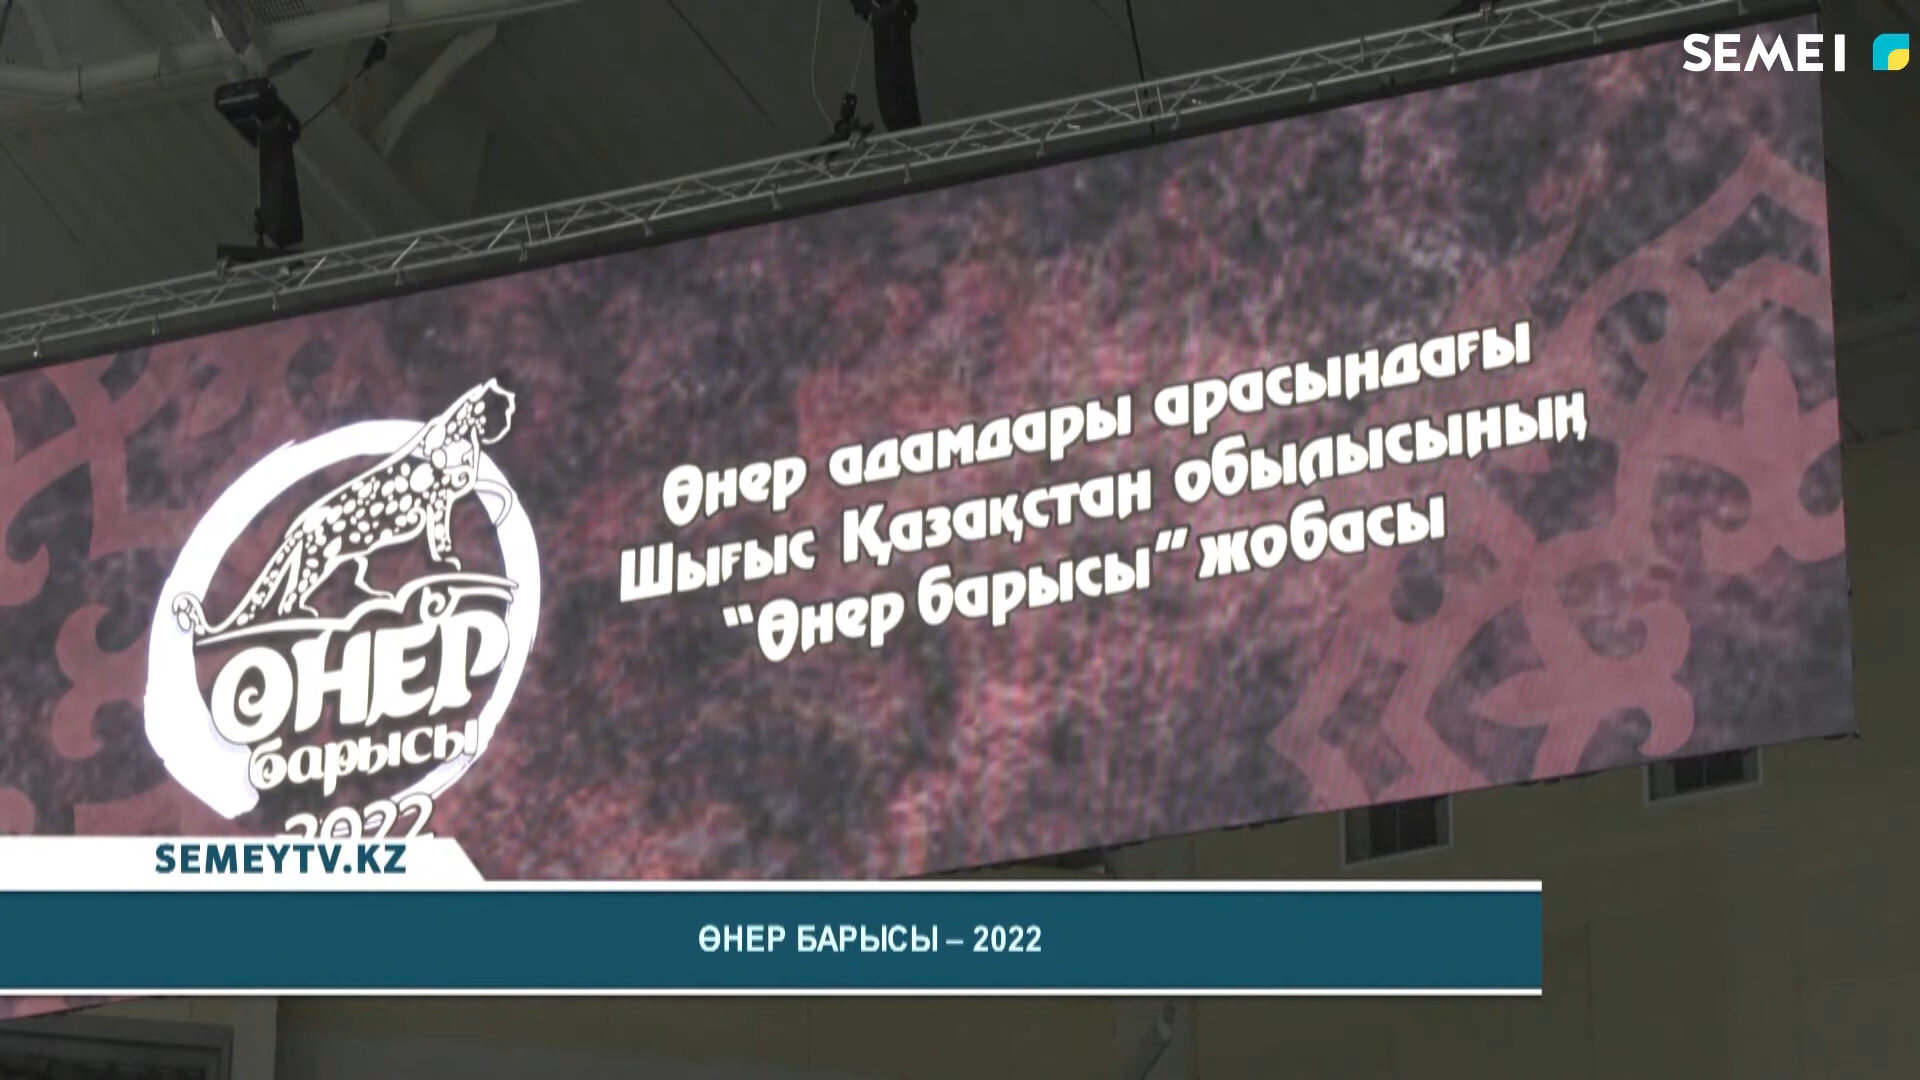 SEMEI
Өнер адамдары арасындағы
Шығыс Қазақстан облысының
“Өнер барысы” жобасы
ӨНЕР
барысы
2022
SEMEYTV.KZ
ӨНЕР БАРЫСЫ – 2022